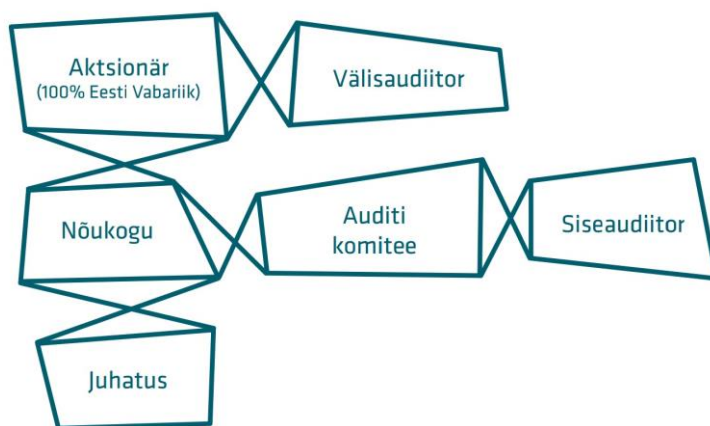 Aktsionär
(100% Eesti Vabariik)
Välisaudiitor
Nõukogu
Auditi
komitee
Siseaudiitor
Juhatus